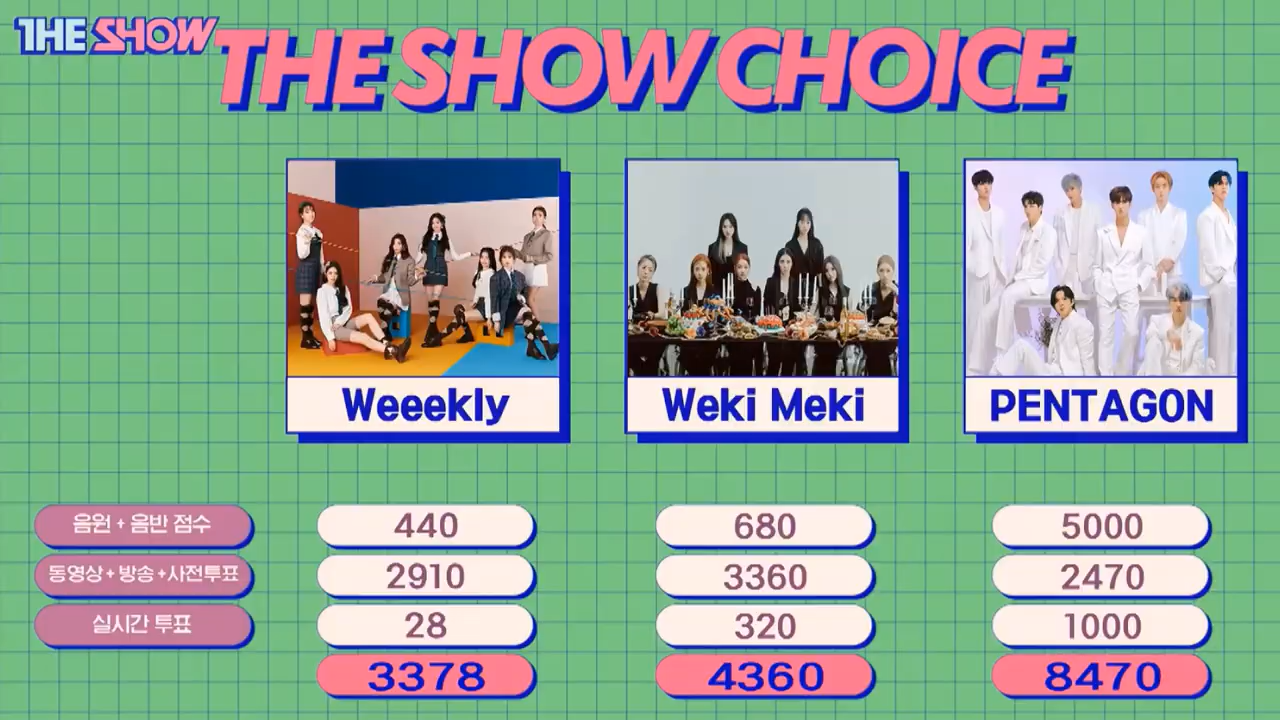 THE SHOW
THE SHOW CHOICE
Weeekly
Weki Meki
PENTAGON
음원 + 음반 점수
440
680
5000
동영상+방송+사전투표
2910
3360
2470
실시간 투표
28
320
1000
3378
4360
8470